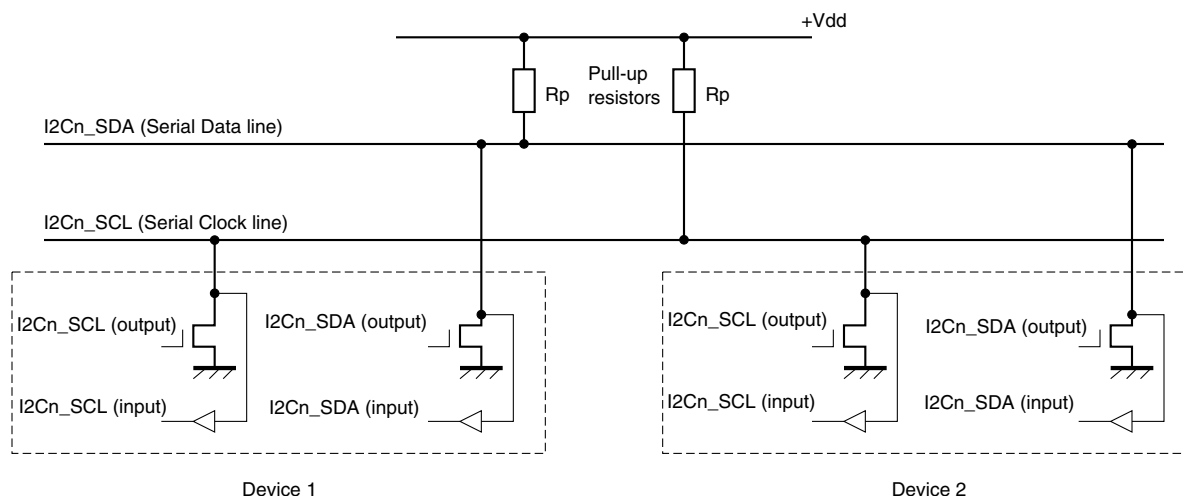 +Vdd
Pull-up
resistors
Rp
Rp
I2Cn_SDA (Serial Data line)
I2Cn_SCL (Serial Clock line)
I2Cn_SCL (output)
I2Cn_SDA (output)
I2Cn_SCL (output)
I2Cn_SDA (output)
I2Cn_SCL (input)
I2Cn_SDA (input)
I2Cn_SCL (input)
I2Cn_SDA (input)
Device 1
Device 2